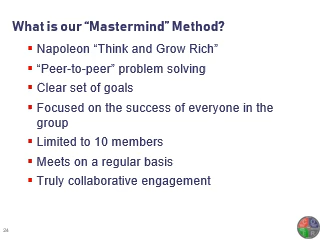 What is our “Mastermind” Method?
▪ Napoleon “Think and Grow Rich”
▪ “Peer-to-peer” problem solving
▪ Clear set of goals
▪ Focused on the success of everyone in the
group
▪ Limited to 10 members
▪ Meets on a regular basis
▪ Truly collaborative engagement
24